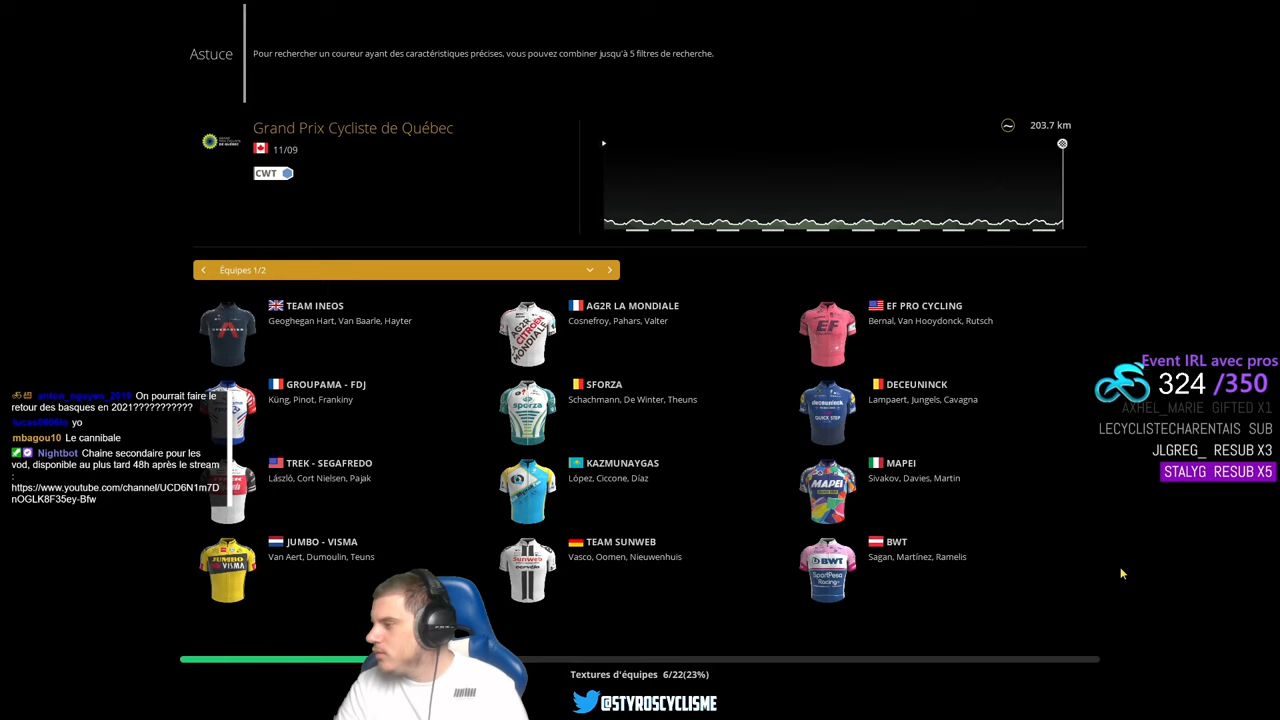 Astuce
Pour rechercher un coureur ayant des caractéristiques précises, vous pouvez combiner jusqu'à 5 filtres de recherche.
Grand Prix Cycliste de Québec
11/09
CWT
203.7 km
Équipes 1/2
TEAM INEOS
Geoghegan Hart, Van Baarle, Hayter
AG2R LA MONDIALE
Cosnefroy, Pahars, Valter
EF PRO CYCLING
Bernal, Van Hooydonck, Rutsch
GROUPAMA - FDJ
Küng, Pinot, Frankiny
SFORZA
Schachmann, De Winter, Theuns
DECEUNINCK
Lampaert, Jungels, Cavagna
TREK - SEGAFREDO
László, Cort Nielsen, Pajak
KAZMUNAYGAS
López, Ciccone, Díaz
MAPEI
Sivakov, Davies, Martin
JUMBO - VISMA
Van Aert, Dumoulin, Teuns
TEAM SUNWEB
Vasco, Oomen, Nieuwenhuis
BWT
Sagan, Martínez, Ramelis
On pourrait faire le
retour des basques en 2021???????????
yo
mbagou10 Le cannibale
Nightbot Chaine secondaire pour les
vod, disponible au plus tard 48h après le stream
:
https://www.youtube.com/channel/UCD6N1m7D
nOGLK8F35ey-Bfw
Event IRL avec pros
324 /350
AXHEL_MARIE GIFTED X1
LECYCLISTECHARENTAIS SUB
JLGREG_ RESUB X3
STALYG RESUB X5
Textures d'équipes 6/22(23%)
@STYROSCYCLISME